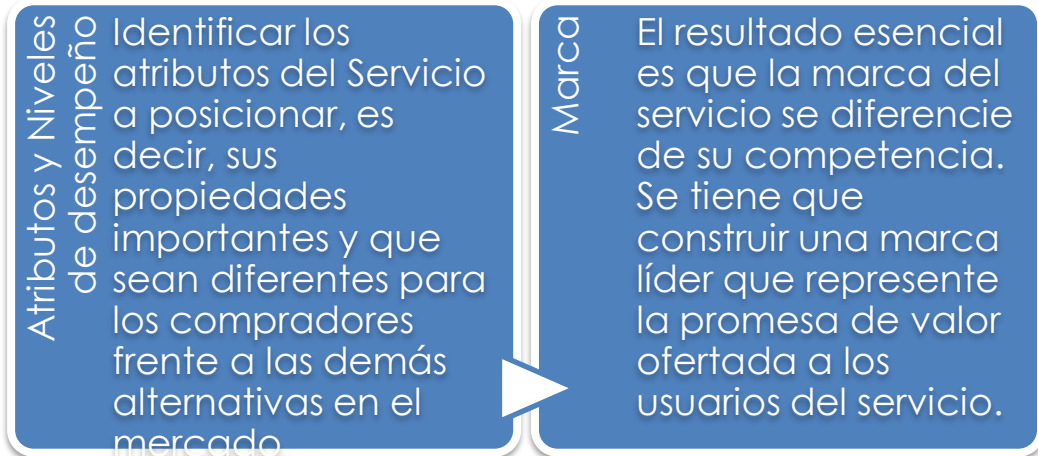 Atributos y Niveles
de desempeño
Identificar los
atributos del Servicio
a posicionar, es
decir, sus
propiedades
importantes y que
sean diferentes para
los compradores
frente a las demás
alternativas en el
mercado
Marca
El resultado esencial
es que la marca del
servicio se diferencie
de su competencia.
Se tiene que
construir una marca
líder que represente
la promesa de valor
ofertada a los
usuarios del servicio.